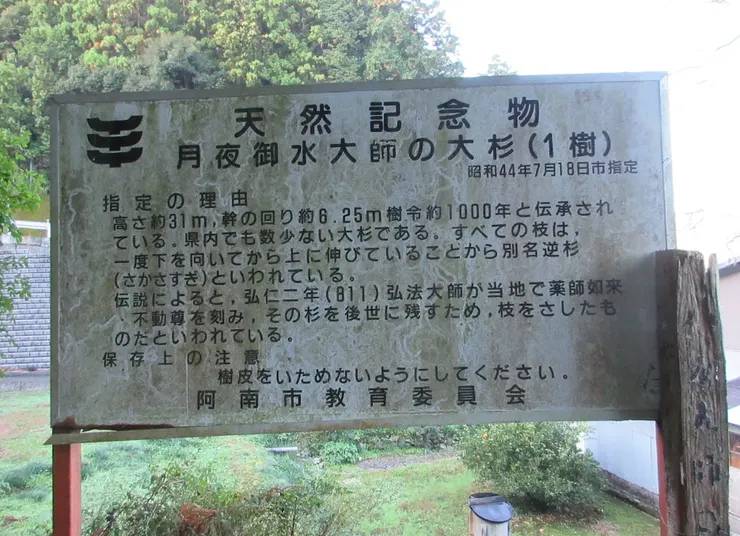 天然記念物
月夜御水大師の大杉(1樹)
昭和44年7月18日市指定
指定の理由
高さ約31m,幹の回り約6.25m樹令約1000年と伝承され
ている。県内でも数少ない大杉である。すべての枝は,
一度下を向いてから上に伸びていることから別名逆杉
(さかさすぎ)といわれている。
伝説によると,弘仁二年(811)弘法大師が当地で薬師如来
・不動尊を刻み,その杉を後世に残すため,枝をさしたも
のだといわれている。
保存上の注意
樹皮をいためないようにしてください。
阿南市教育委員会